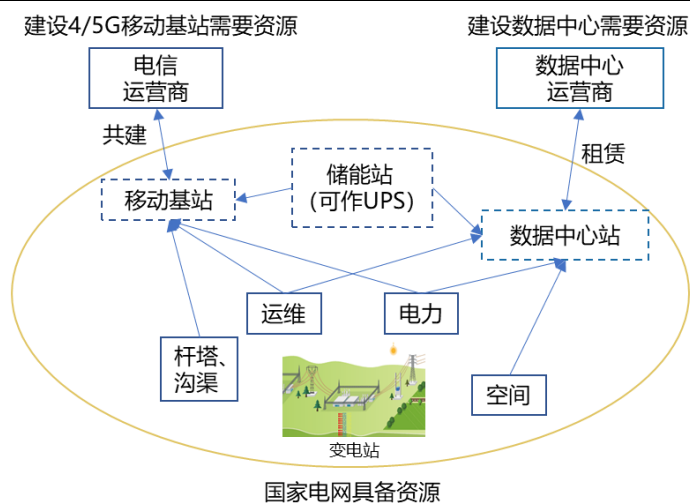 建设4/5G移动基站需要资源
建设数据中心需要资源
电信
运营商
数据中心
运营商
共建
租赁
储能站
(可作UPS)
移动基站
数据中心站
运维
电力
杆塔、
沟渠
空间
变电站
国家电网具备资源